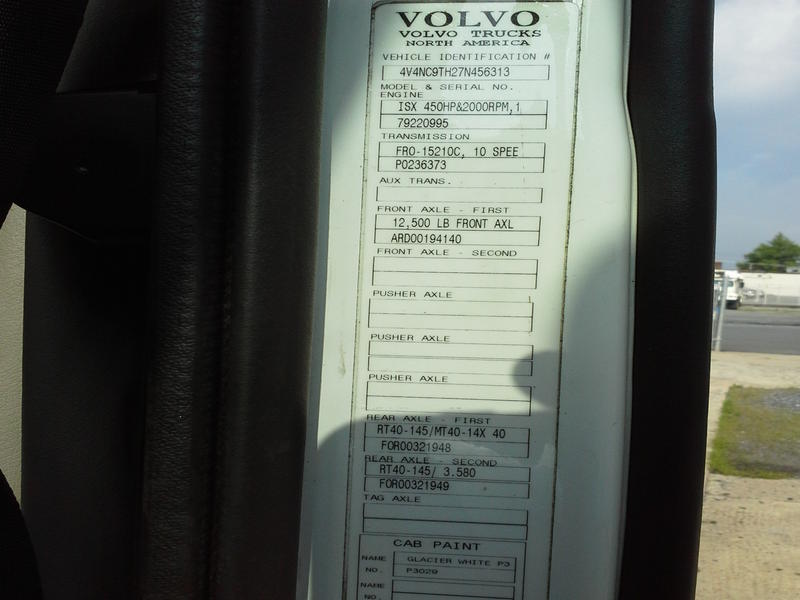 VOLVO
VOLVO TRUCKS
NORTH AMERICA
VEHICLE IDENTIFICATION #
4V4NC9TH27N456313
MODEL & SERIAL NO.
ENGINE
ISX 450HP&2000RPM,1
79220995
TRANSMISSION
FRO-15210C, 10 SPEE
P0236373
AUX TRANS.
FRONT AXLE - FIRST
12,500 LB FRONT AXL
ARD00194140
FRONT AXLE - SECOND
PUSHER AXLE
PUSHER AXLE
PUSHER AXLE
REAR AXLE - FIRST
RT40-145/MT40-14X 40
FOR00321948
REAR AXLE - SECOND
RT40-145/ 3.580
FOR00321949
TAG AXLE
CAB PAINT
NAME GLACIER WHITE P3
NO. P3029
NAME
NO.